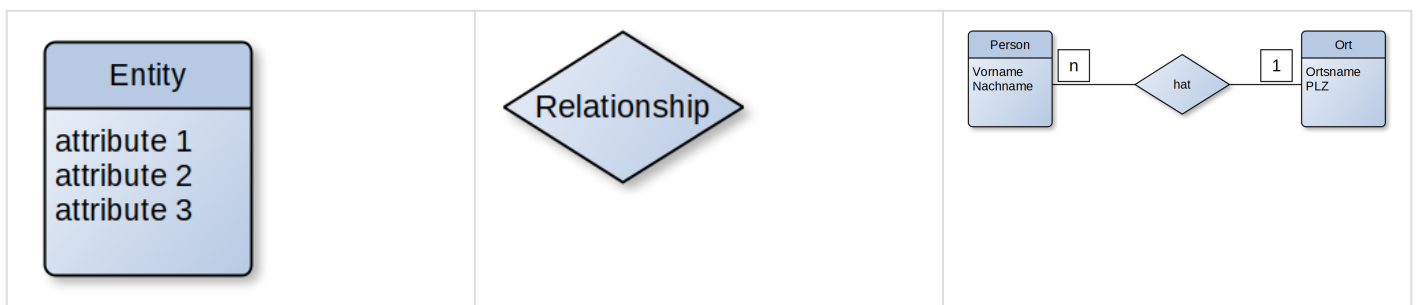 Entity
attribute 1
attribute 2
attribute 3
Relationship
Person
Vorname
Nachname
n
hat
1
Ort
Ortsname
PLZ